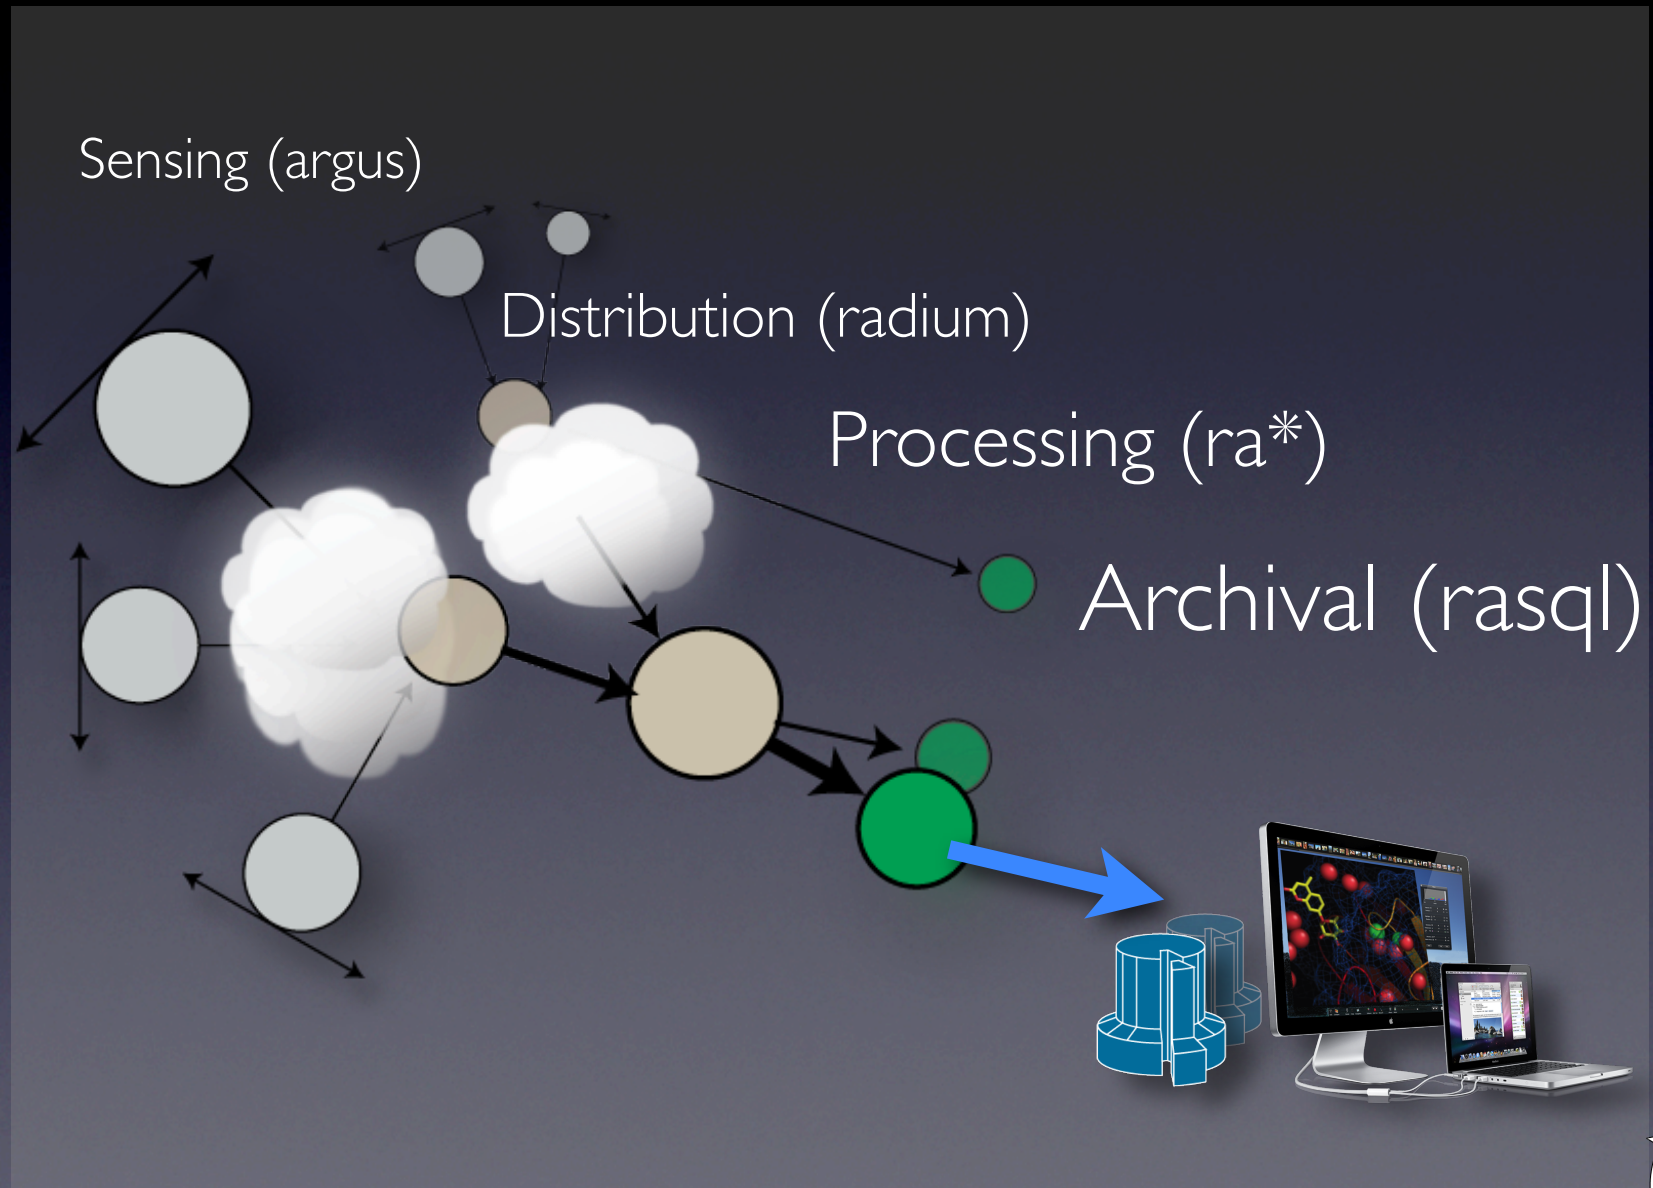 Sensing (argus)
Distribution (radium)
Processing (ra*)
Archival (rasql)